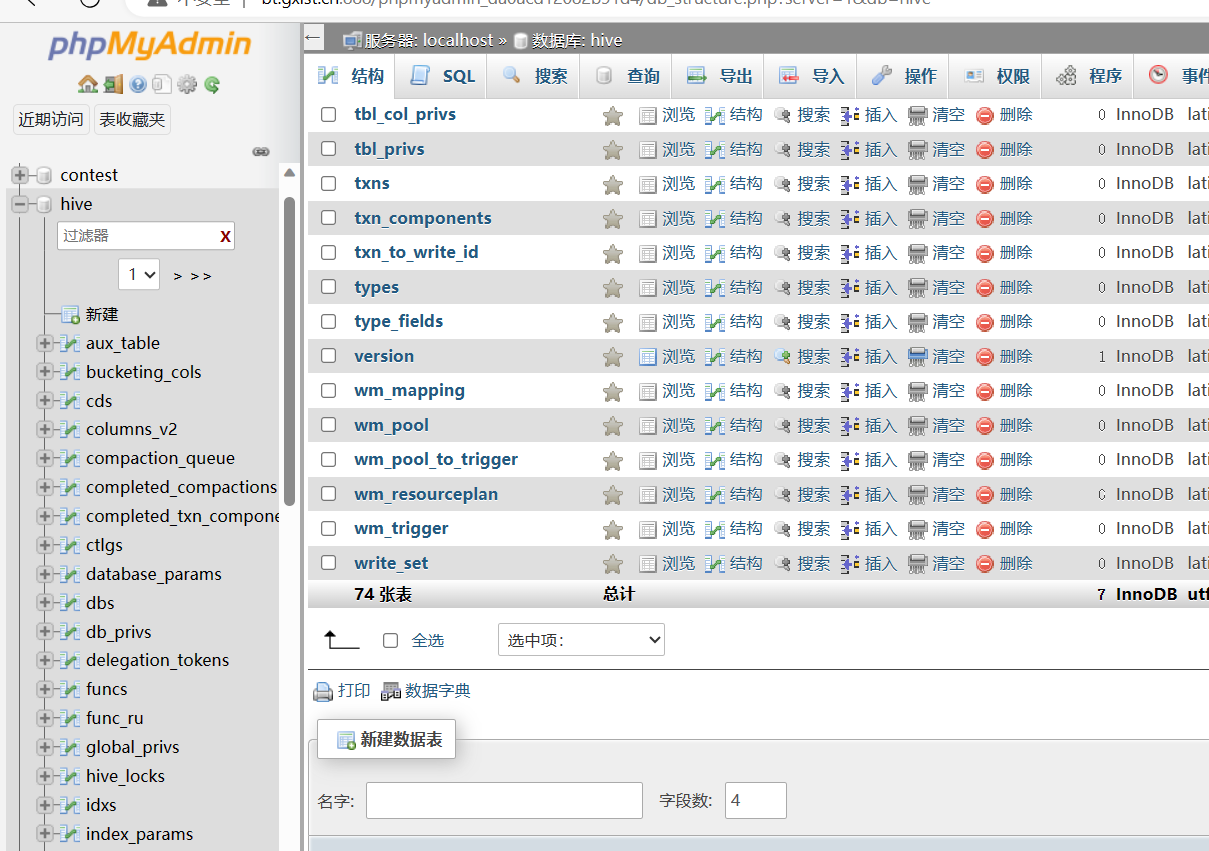 phpMyAdmin
近期访问 表收藏夹
contest
hive
过滤器 X
1 > >>
新建
aux_table
bucketing_cols
cds
columns_v2
compaction_queue
completed_compactions
completed_txn_compone
ctlgs
database_params
dbs
db_privs
delegation_tokens
funcs
func_ru
global_privs
hive_locks
idxs
index_params
← 服务器: localhost » 数据库: hive
结构 SQL 搜索 查询 导出 导入 操作 权限 程序 事件
tbl_col_privs 浏览 结构 搜索 插入 清空 删除 0 InnoDB lati
tbl_privs 浏览 结构 搜索 插入 清空 删除 0 InnoDB lati
txns 浏览 结构 搜索 插入 清空 删除 0 InnoDB lati
txn_components 浏览 结构 搜索 插入 清空 删除 0 InnoDB lati
txn_to_write_id 浏览 结构 搜索 插入 清空 删除 0 InnoDB lati
types 浏览 结构 搜索 插入 清空 删除 0 InnoDB lati
type_fields 浏览 结构 搜索 插入 清空 删除 0 InnoDB lati
version 浏览 结构 搜索 插入 清空 删除 1 InnoDB lati
wm_mapping 浏览 结构 搜索 插入 清空 删除 0 InnoDB lati
wm_pool 浏览 结构 搜索 插入 清空 删除 0 InnoDB lati
wm_pool_to_trigger 浏览 结构 搜索 插入 清空 删除 0 InnoDB lati
wm_resourceplan 浏览 结构 搜索 插入 清空 删除 0 InnoDB lati
wm_trigger 浏览 结构 搜索 插入 清空 删除 0 InnoDB lati
write_set 浏览 结构 搜索 插入 清空 删除 0 InnoDB lati
74 张表 总计 7 InnoDB utf
全选 选中项:
打印 数据字典
新建数据表
名字: 字段数: 4